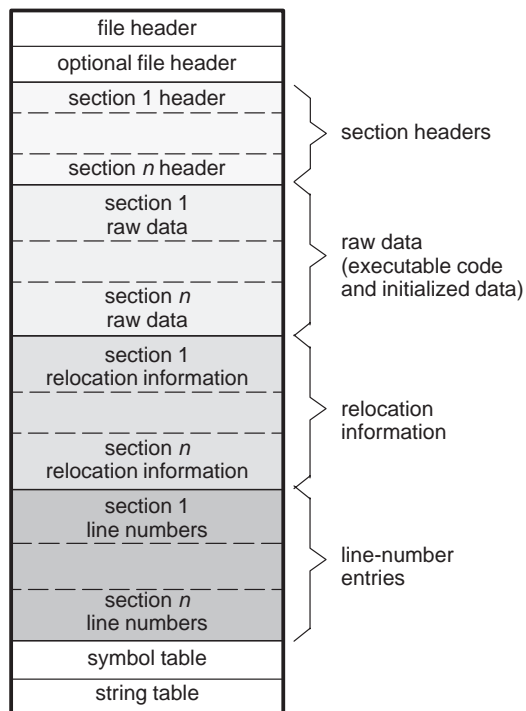 file header
optional file header
section 1 header
section n header
section headers
section 1
raw data
section n
raw data
raw data
(executable code
and initialized data)
section 1
relocation information
section n
relocation information
relocation
information
section 1
line numbers
section n
line numbers
line-number
entries
symbol table
string table